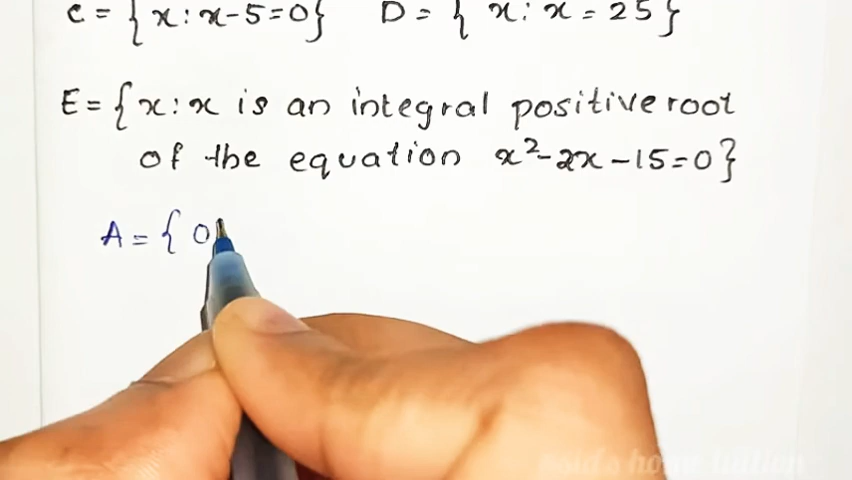 C = { x : x - 5 = 0 } D = { x : x = 25 }
E = { x : x is an integral positive root
of the equation x² - 2x - 15 = 0 }
A = { 0